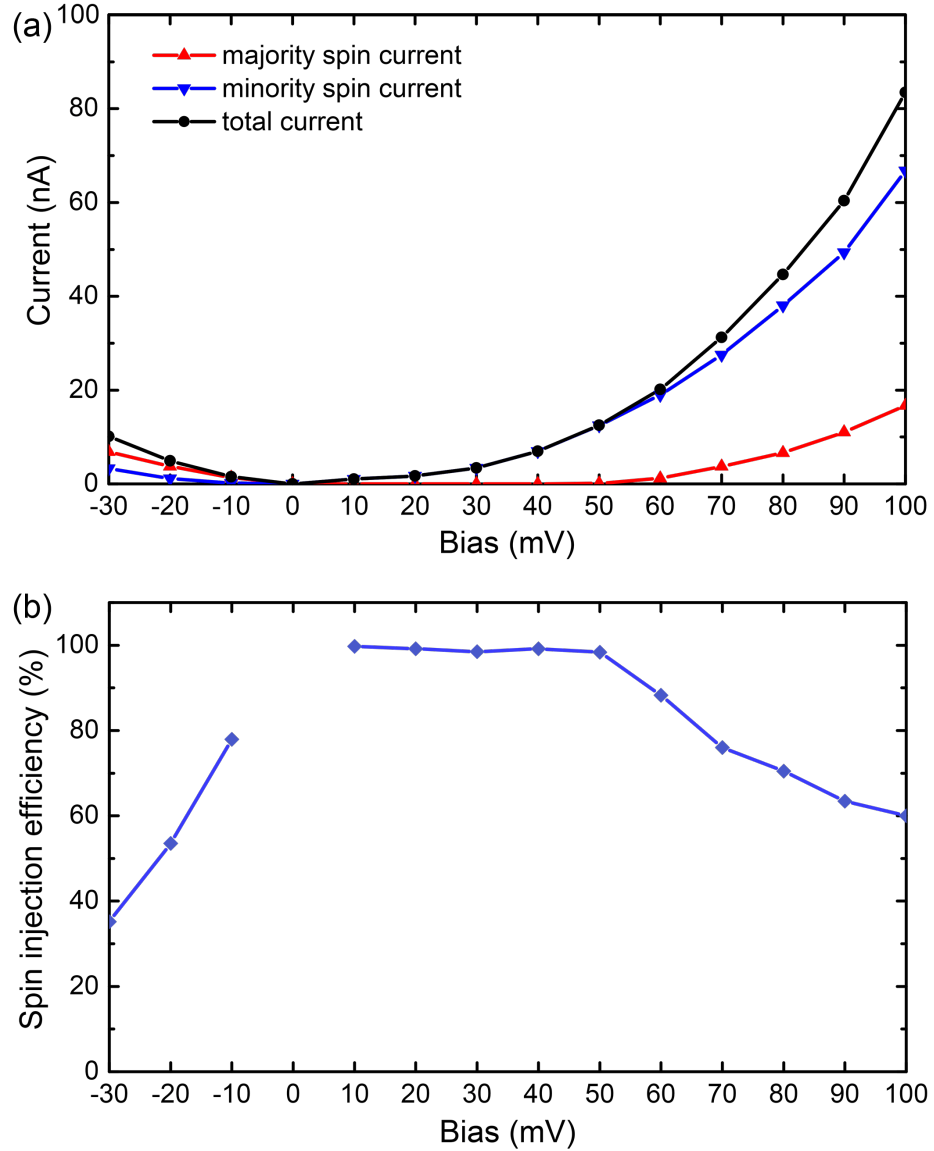 (a)
100
80
60
40
20
0
Current (nA)
majority spin current
minority spin current
total current
-30 -20 -10 0 10 20 30 40 50 60 70 80 90 100
Bias (mV)
(b)
100
80
60
40
20
0
Spin injection efficiency (%)
-30 -20 -10 0 10 20 30 40 50 60 70 80 90 100
Bias (mV)